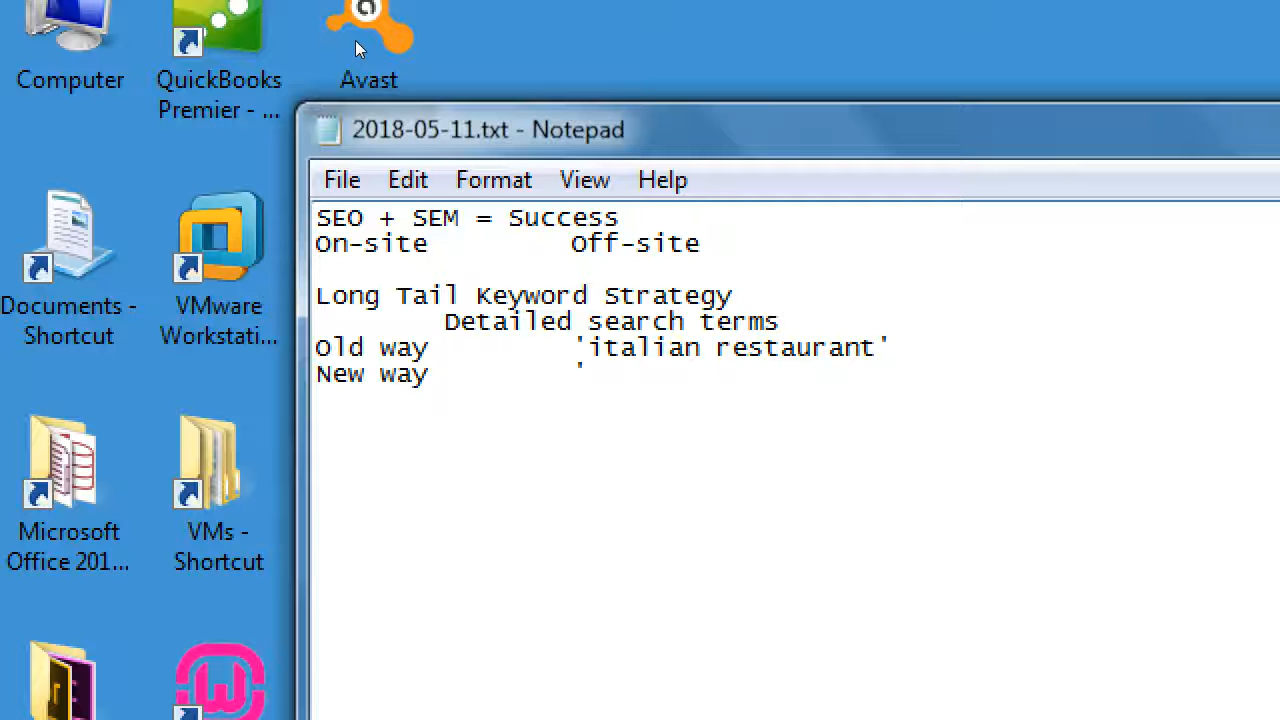 Computer
QuickBooks
Premier - ...
Avast
2018-05-11.txt - Notepad
File Edit Format View Help
SEO + SEM = Success
On-site Off-site
Long Tail Keyword Strategy
Detailed search terms
Old way 'italian restaurant'
New way '
Documents -
Shortcut
VMware
Workstati...
Microsoft
Office 201...
VMs -
Shortcut